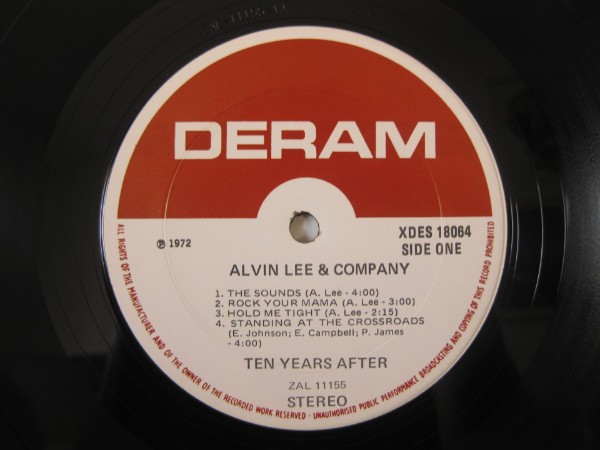 DERAM
℗ 1972
XDES 18064
SIDE ONE
ALVIN LEE & COMPANY
1. THE SOUNDS (A. Lee - 4:00)
2. ROCK YOUR MAMA (A. Lee - 3:00)
3. HOLD ME TIGHT (A. Lee - 2:15)
4. STANDING AT THE CROSSROADS
(E. Johnson; E. Campbell; P. James
- 4:00)
TEN YEARS AFTER
ZAL 11155
STEREO
ALL RIGHTS OF THE MANUFACTURER AND OF THE OWNER OF THE RECORDED WORK RESERVED · UNAUTHORISED PUBLIC PERFORMANCE BROADCASTING AND COPYING OF THIS RECORD PROHIBITED